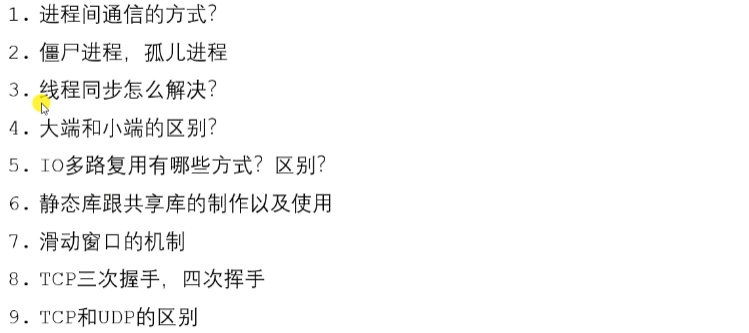 1. 进程间通信的方式?
2. 僵尸进程, 孤儿进程
3. 线程同步怎么解决?
4. 大端和小端的区别?
5. IO多路复用有哪些方式? 区别?
6. 静态库跟共享库的制作以及使用
7. 滑动窗口的机制
8. TCP三次握手, 四次挥手
9. TCP和UDP的区别